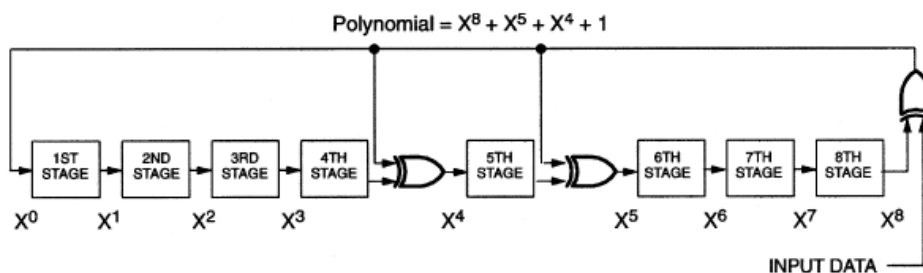 Polynomial = X⁸ + X⁵ + X⁴ + 1
1ST STAGE
2ND STAGE
3RD STAGE
4TH STAGE
5TH STAGE
6TH STAGE
7TH STAGE
8TH STAGE
X⁰ X¹ X² X³ X⁴ X⁵ X⁶ X⁷ X⁸
INPUT DATA